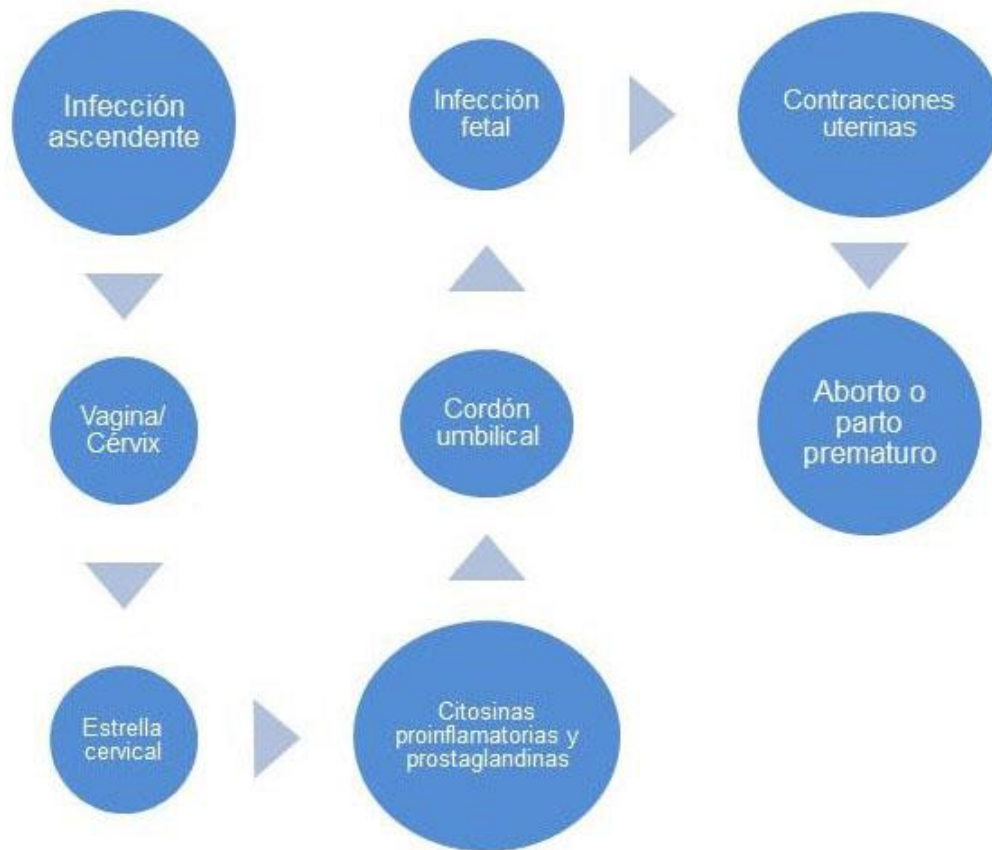 Infección
ascendente
Vagina/
Cérvix
Estrella
cervical
Citosinas
proinflamatorias y
prostaglandinas
Cordón
umbilical
Infección
fetal
Contracciones
uterinas
Aborto o
parto
prematuro